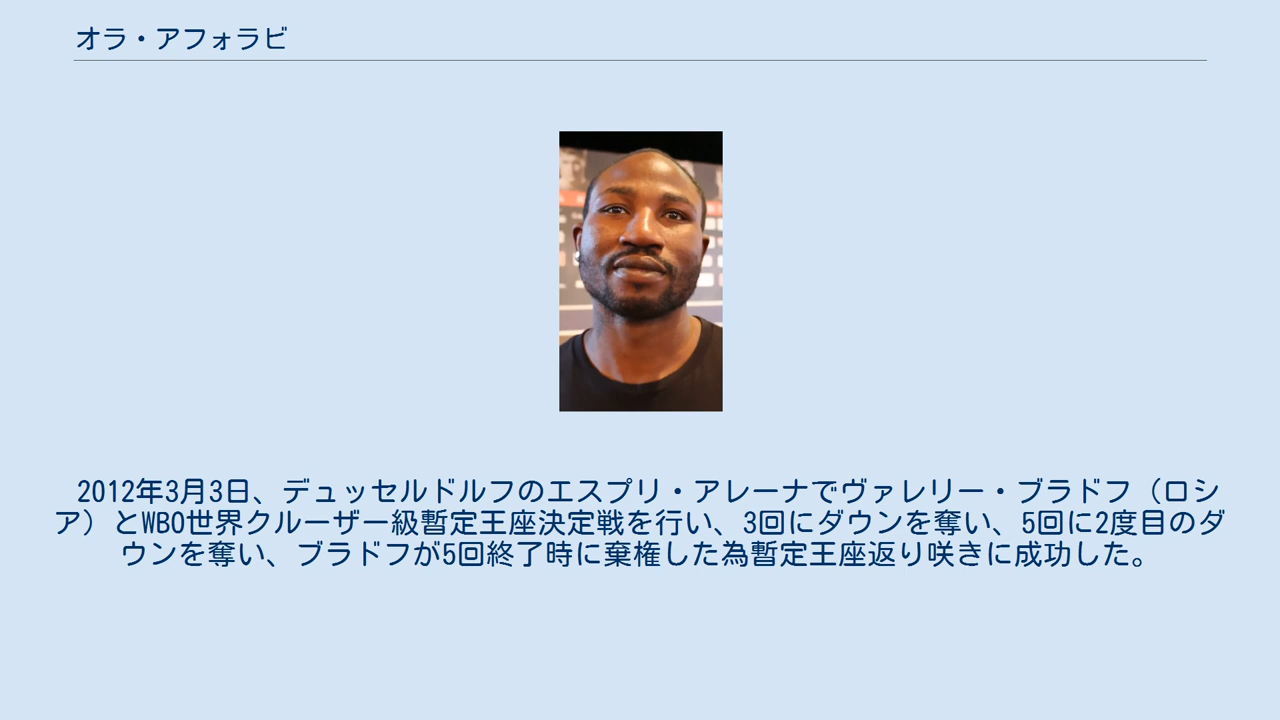 オラ・アフォラビ
2012年3月3日、デュッセルドルフのエスプリ・アレーナでヴァレリー・ブラドフ（ロシ
ア）とWBO世界クルーザー級暫定王座決定戦を行い、3回にダウンを奪い、5回に2度目のダ
ウンを奪い、ブラドフが5回終了時に棄権した為暫定王座返り咲きに成功した。